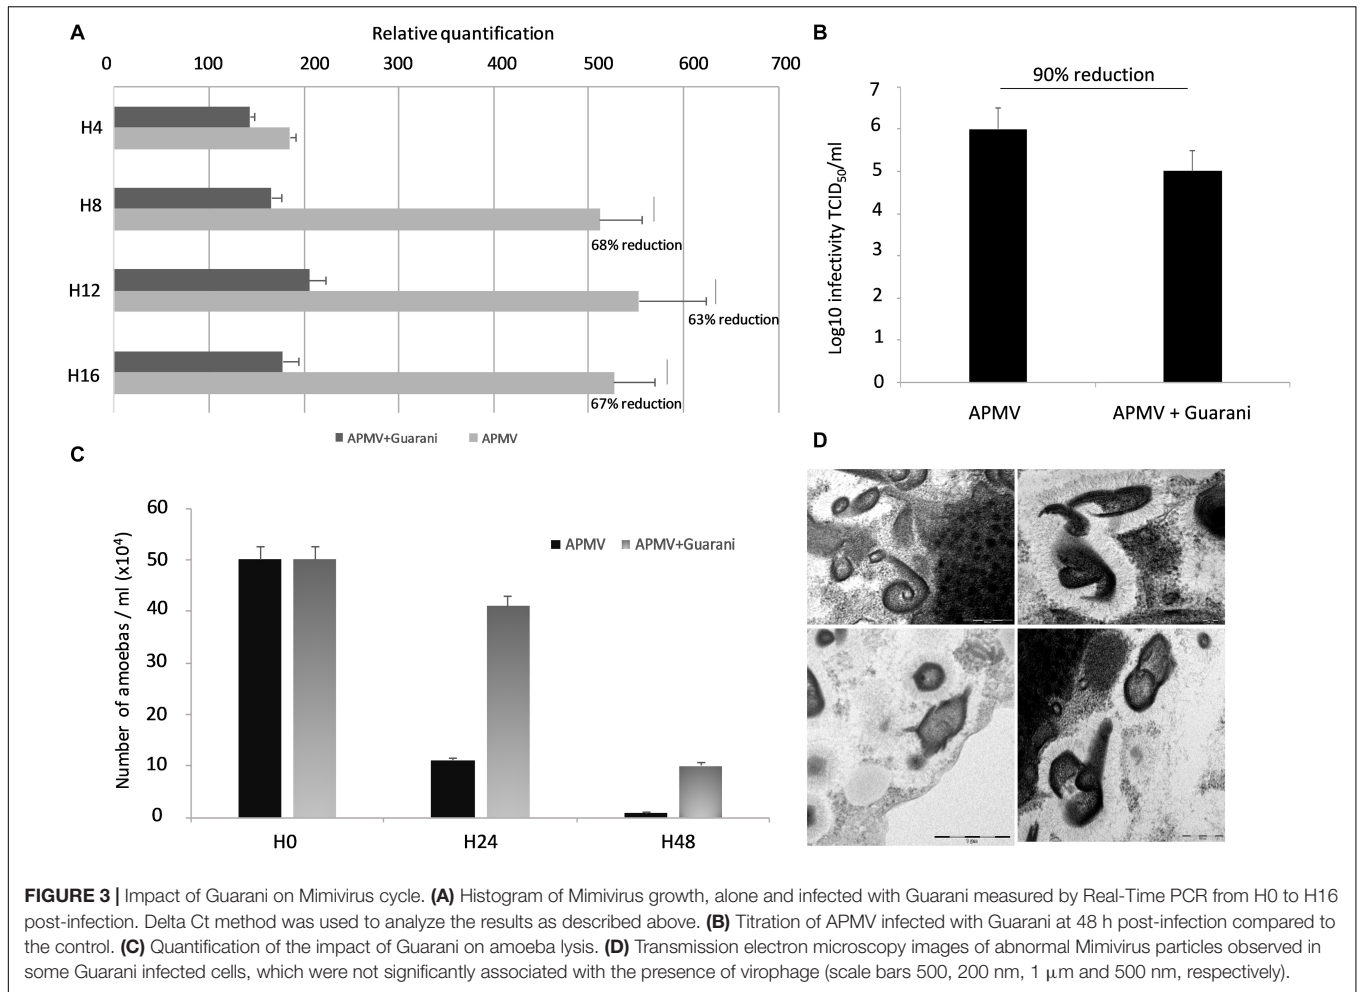 A
Relative quantification
0 100 200 300 400 500 600 700
H4
H8
68% reduction
H12
63% reduction
H16
67% reduction
APMV+Guarani APMV
B
90% reduction
Log10 infectivity TCID50/ml
7
6
5
4
3
2
1
0
APMV APMV + Guarani
C
Number of amoebas / ml (x10⁴)
60
50
40
30
20
10
0
APMV APMV+Guarani
H0 H24 H48
D
FIGURE 3 | Impact of Guarani on Mimivirus cycle. (A) Histogram of Mimivirus growth, alone and infected with Guarani measured by Real-Time PCR from H0 to H16
post-infection. Delta Ct method was used to analyze the results as described above. (B) Titration of APMV infected with Guarani at 48 h post-infection compared to
the control. (C) Quantification of the impact of Guarani on amoeba lysis. (D) Transmission electron microscopy images of abnormal Mimivirus particles observed in
some Guarani infected cells, which were not significantly associated with the presence of virophage (scale bars 500, 200 nm, 1 μm and 500 nm, respectively).